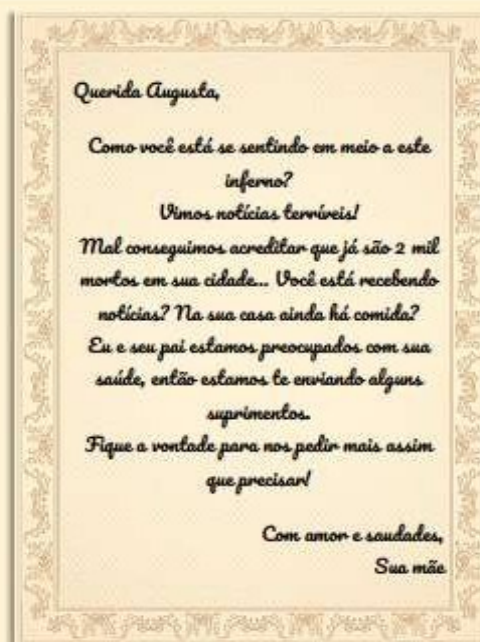 Querida Augusta,
Como você está se sentindo em meio a este
inferno?
Vimos notícias terríveis!
Mal conseguimos acreditar que já são 2 mil
mortos em sua cidade... Você está recebendo
notícias? Na sua casa ainda há comida?
Eu e seu pai estamos preocupados com sua
saúde, então estamos te enviando alguns
suprimentos.
Fique a vontade para nos pedir mais assim
que precisar!
Com amor e saudades,
Sua mãe